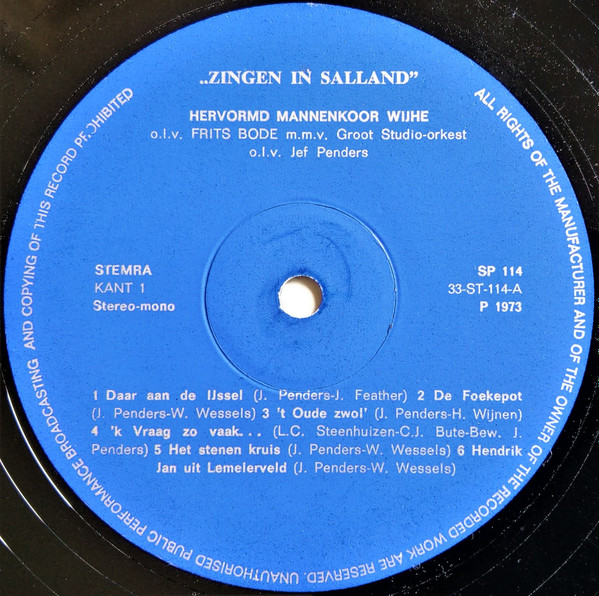 „ZINGEN IN SALLAND”
HERVORMD MANNENKOOR WIJHE
o.l.v. FRITS BODE m.m.v. Groot Studio-orkest
o.l.v. Jef Penders
STEMRA
KANT 1
Stereo-mono
SP 114
33-ST-114-A
P 1973
1 Daar aan de IJssel (J. Penders-J. Feather) 2 De Foekepot
(J. Penders-W. Wessels) 3 't Oude zwol' (J. Penders-H. Wijnen)
4 'k Vraag zo vaak... (L.C. Steenhuizen-C.J. Bute-Bew. J.
Penders) 5 Het stenen kruis (J. Penders-W. Wessels) 6 Hendrik
Jan uit Lemelerveld (J. Penders-W. Wessels)
ALL RIGHTS OF THE MANUFACTURER AND OF THE OWNER OF THE RECORDED WORK ARE RESERVED. UNAUTHORISED PUBLIC PERFORMANCE BROADCASTING AND COPYING OF THIS RECORD PROHIBITED